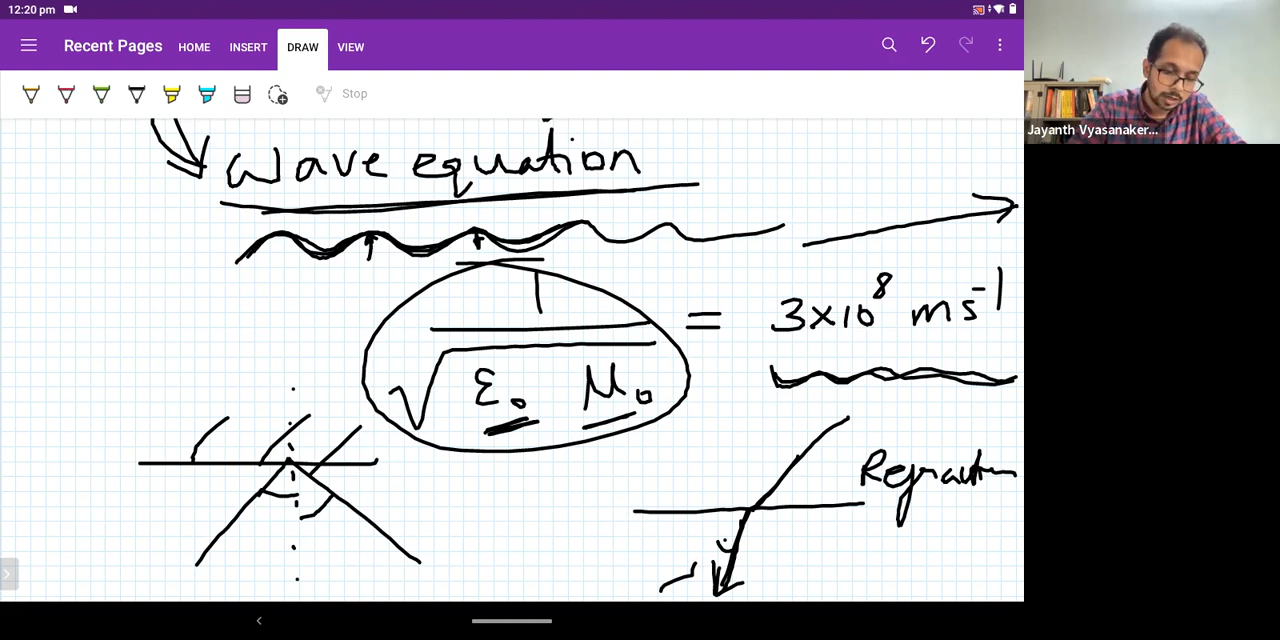 12:20 pm
Recent Pages HOME INSERT DRAW VIEW
Stop
Jayanth Vyasanaker...
Wave equation
1 / √(ε₀ μ₀) = 3×10⁸ ms⁻¹
Refraction